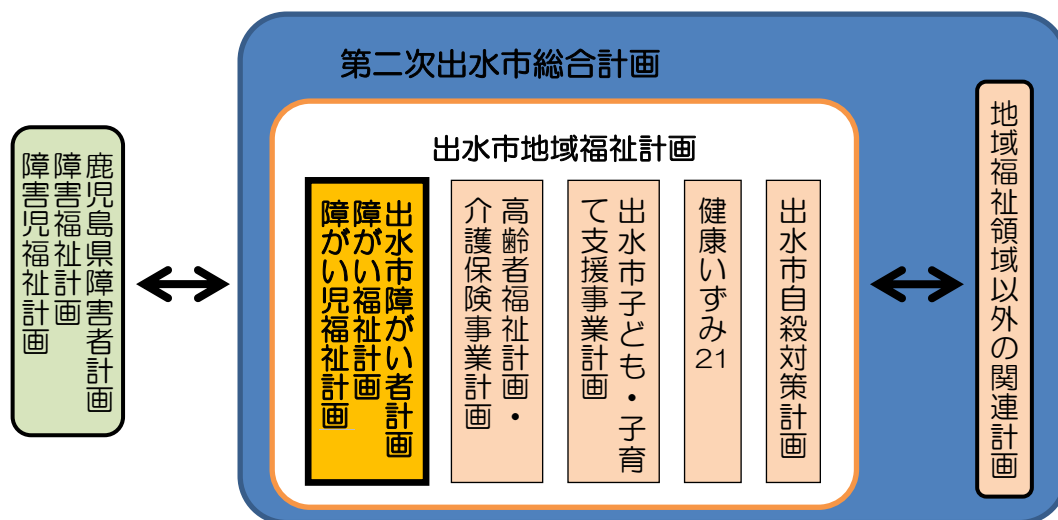 第二次出水市総合計画
出水市地域福祉計画
鹿児島県障害者計画
障害福祉計画
障害児福祉計画
出水市障がい者計画
障がい福祉計画
障がい児福祉計画
高齢者福祉計画・
介護保険事業計画
出水市子ども・子育
て支援事業計画
健康いずみ21
出水市自殺対策計画
地域福祉領域以外の関連計画